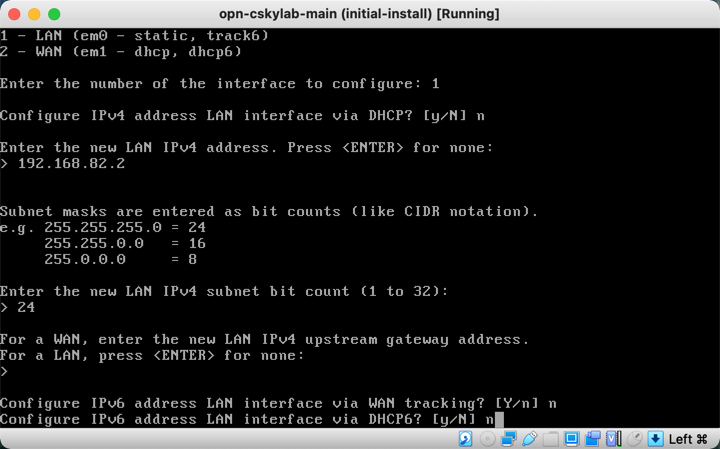 opn-cskylab-main (initial-install) [Running]
1 - LAN (em0 - static, track6)
2 - WAN (em1 - dhcp, dhcp6)
Enter the number of the interface to configure: 1
Configure IPv4 address LAN interface via DHCP? [y/N] n
Enter the new LAN IPv4 address. Press <ENTER> for none:
> 192.168.82.2
Subnet masks are entered as bit counts (like CIDR notation).
e.g. 255.255.255.0 = 24
255.255.0.0 = 16
255.0.0.0 = 8
Enter the new LAN IPv4 subnet bit count (1 to 32):
> 24
For a WAN, enter the new LAN IPv4 upstream gateway address.
For a LAN, press <ENTER> for none:
>
Configure IPv6 address LAN interface via WAN tracking? [Y/n] n
Configure IPv6 address LAN interface via DHCP6? [y/N] n
Left ⌘